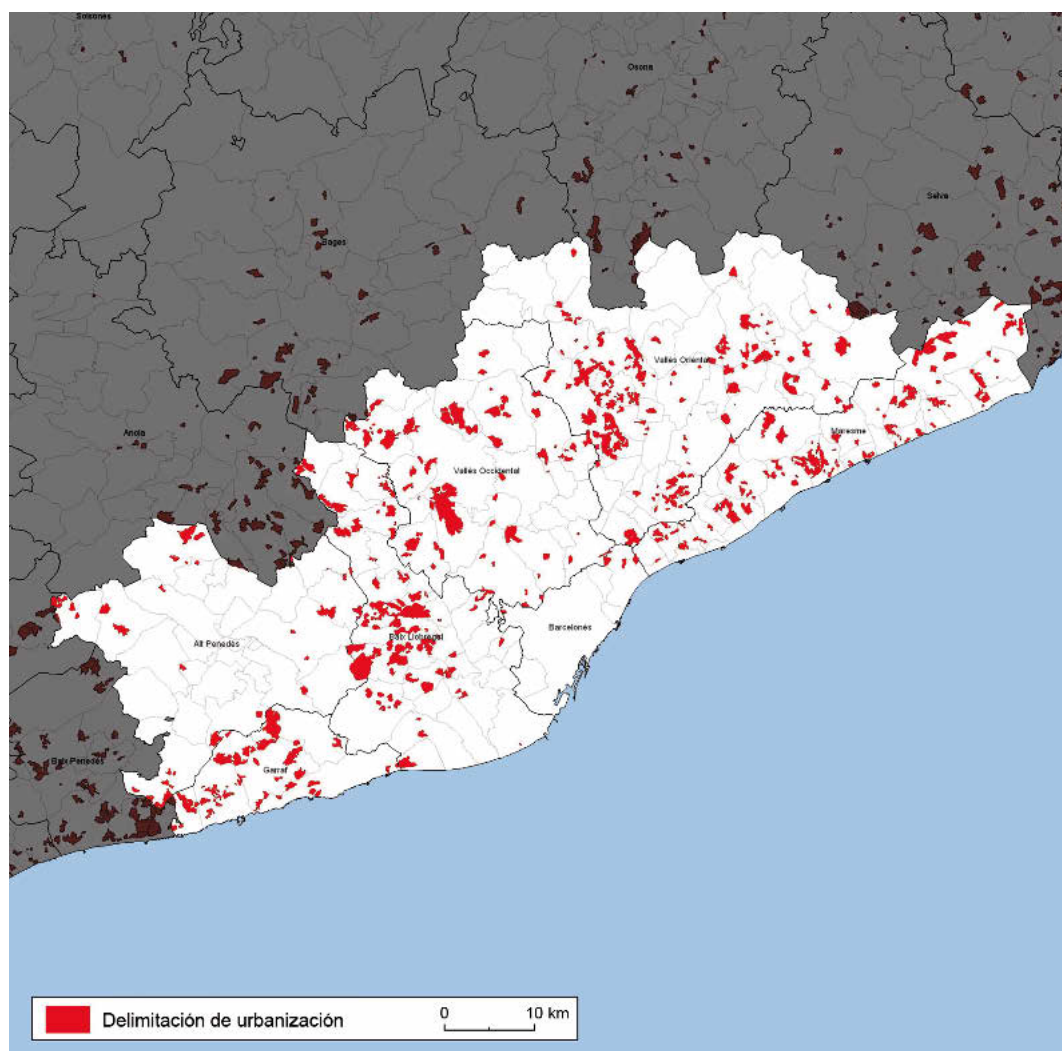 Solsonès
Osona
Selva
Bages
Vallès Oriental
Anoia
Maresme
Vallès Occidental
Barcelonès
Baix Llobregat
Alt Penedès
Baix Penedès
Garraf
Delimitación de urbanización
0 10 km